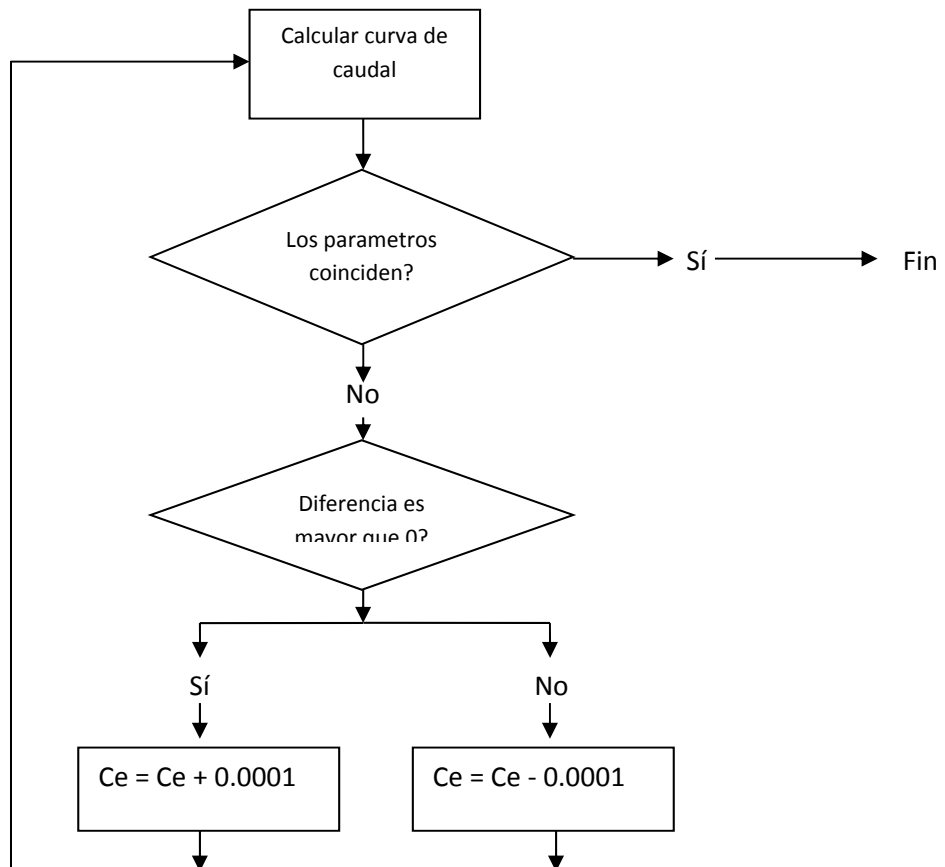 Calcular curva de
caudal
Los parametros
coinciden?
Sí
Fin
No
Diferencia es
mayor que 0?
Sí
No
Ce = Ce + 0.0001
Ce = Ce - 0.0001